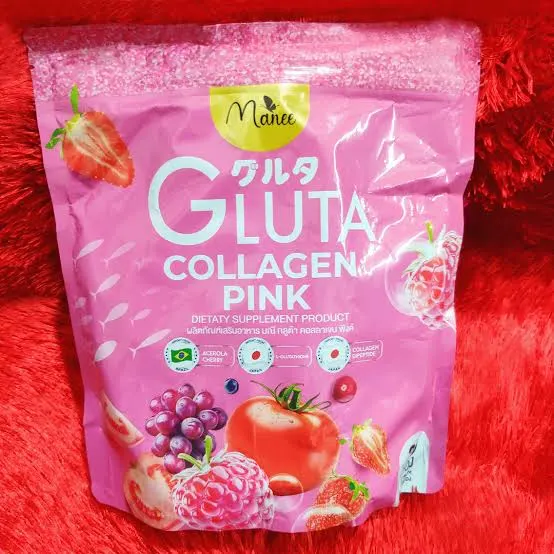 Manee
グルタ
GLUTA
COLLAGEN
PINK
DIETATY SUPPLEMENT PRODUCT
ผลิตภัณฑ์เสริมอาหาร มณี กลูต้า คอลลาเจน พิงค์
ACEROLA CHERRY
L-GLUTATHIONE
COLLAGEN DIPEPTIDE